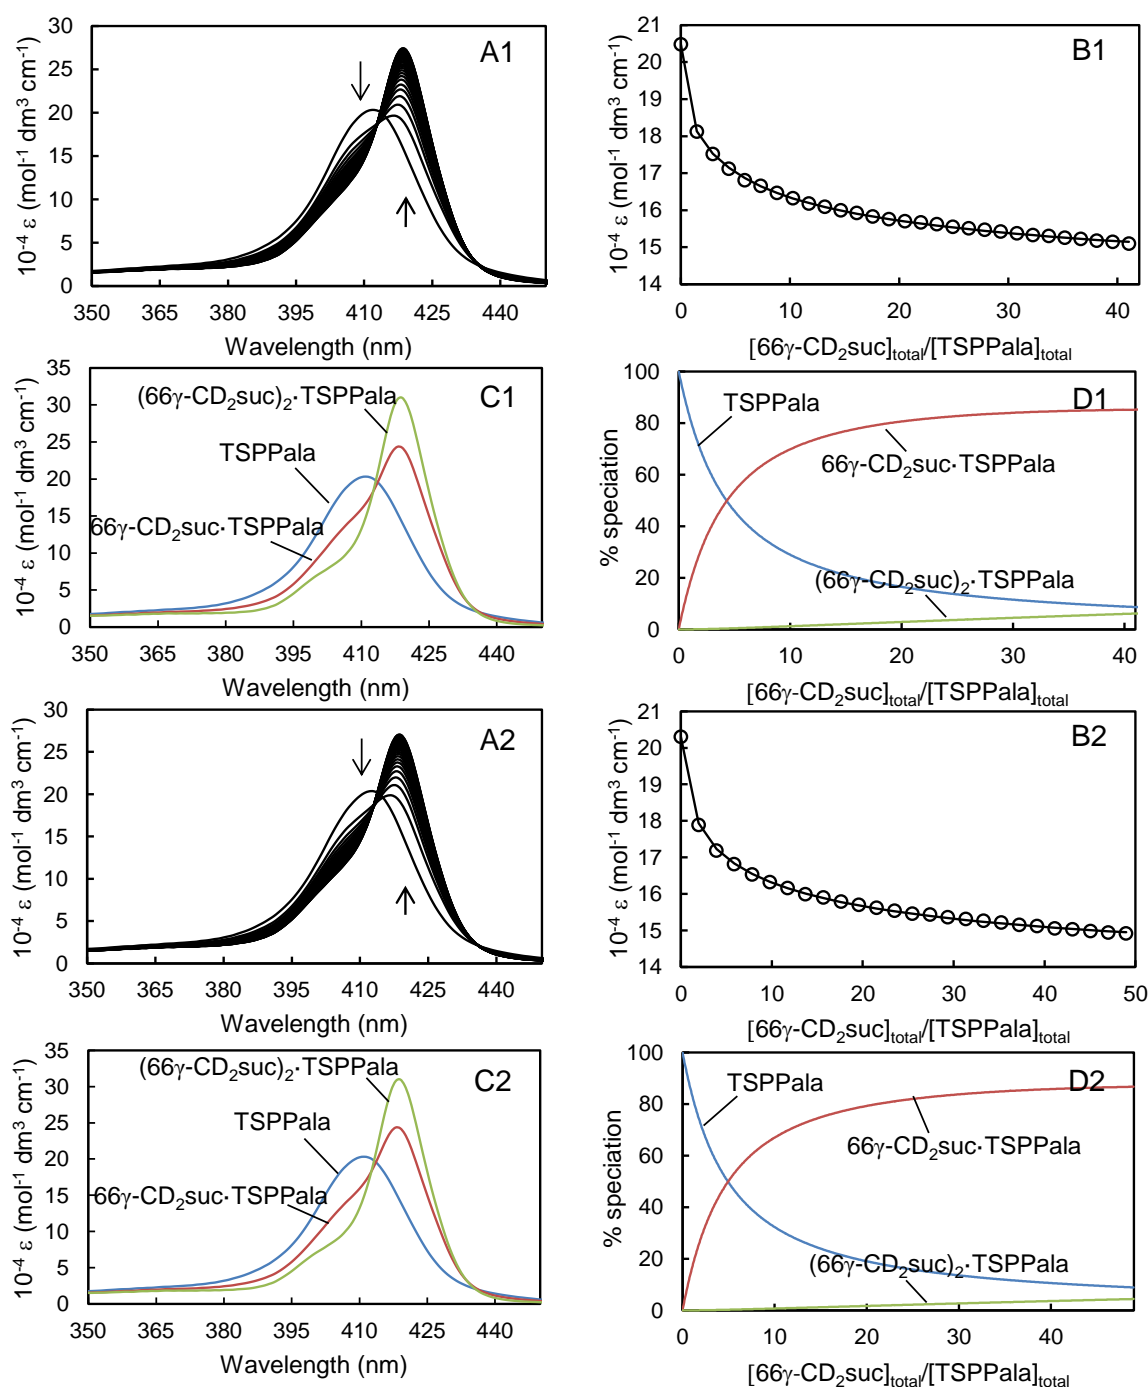 A1
10⁻⁴ ε (mol⁻¹ dm³ cm⁻¹)
30
25
20
15
10
5
0
350 365 380 395 410 425 440
Wavelength (nm)
B1
10⁻⁴ ε (mol⁻¹ dm³ cm⁻¹)
21
20
19
18
17
16
15
14
0 10 20 30 40
[66γ-CD₂suc]total/[TSPPala]total
C1
10⁻⁴ ε (mol⁻¹ dm³ cm⁻¹)
35
30
25
20
15
10
5
0
(66γ-CD₂suc)₂·TSPPala
TSPPala
66γ-CD₂suc·TSPPala
350 365 380 395 410 425 440
Wavelength (nm)
D1
% speciation
100
80
60
40
20
0
TSPPala
66γ-CD₂suc·TSPPala
(66γ-CD₂suc)₂·TSPPala
0 10 20 30 40
[66γ-CD₂suc]total/[TSPPala]total
A2
10⁻⁴ ε (mol⁻¹ dm³ cm⁻¹)
30
25
20
15
10
5
0
350 365 380 395 410 425 440
Wavelength (nm)
B2
10⁻⁴ ε (mol⁻¹ dm³ cm⁻¹)
21
20
19
18
17
16
15
14
0 10 20 30 40 50
[66γ-CD₂suc]total/[TSPPala]total
C2
10⁻⁴ ε (mol⁻¹ dm³ cm⁻¹)
35
30
25
20
15
10
5
0
(66γ-CD₂suc)₂·TSPPala
TSPPala
66γ-CD₂suc·TSPPala
350 365 380 395 410 425 440
Wavelength (nm)
D2
% speciation
100
80
60
40
20
0
TSPPala
66γ-CD₂suc·TSPPala
(66γ-CD₂suc)₂·TSPPala
0 10 20 30 40
[66γ-CD₂suc]total/[TSPPala]total